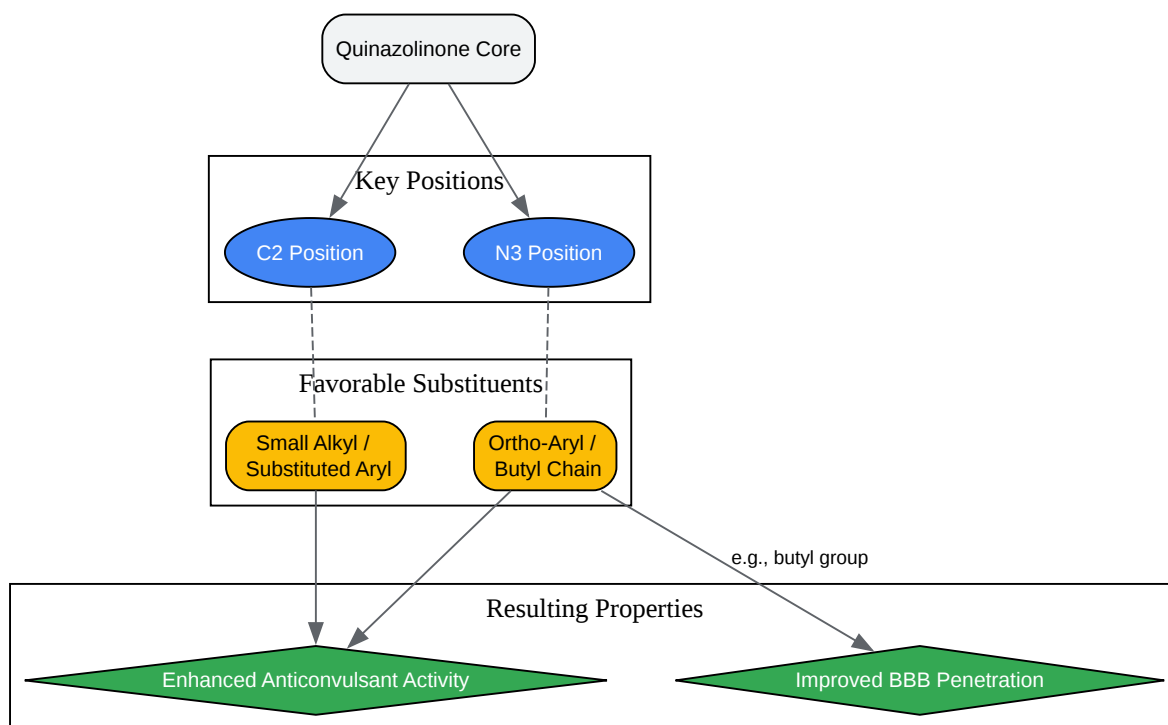 Quinazolinone Core
Key Positions
C2 Position
N3 Position
Favorable Substituents
Small Alkyl /
Substituted Aryl
Ortho-Aryl /
Butyl Chain
e.g., butyl group
Resulting Properties
Enhanced Anticonvulsant Activity
Improved BBB Penetration